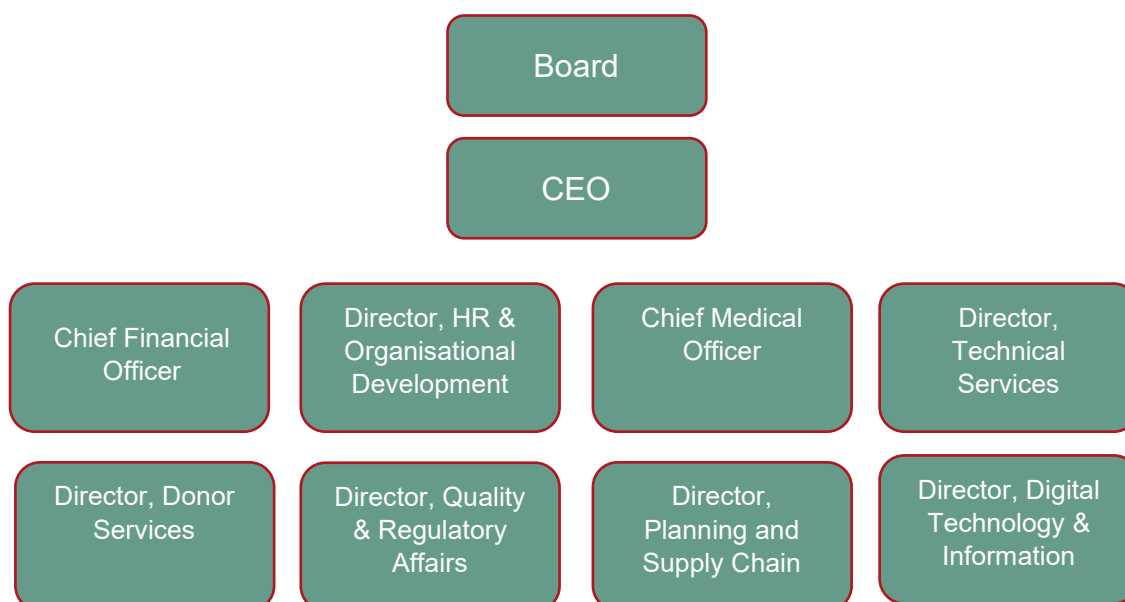 Board
CEO
Chief Financial
Officer
Director, HR &
Organisational
Development
Chief Medical
Officer
Director,
Technical
Services
Director, Donor
Services
Director, Quality
& Regulatory
Affairs
Director,
Planning and
Supply Chain
Director, Digital
Technology &
Information